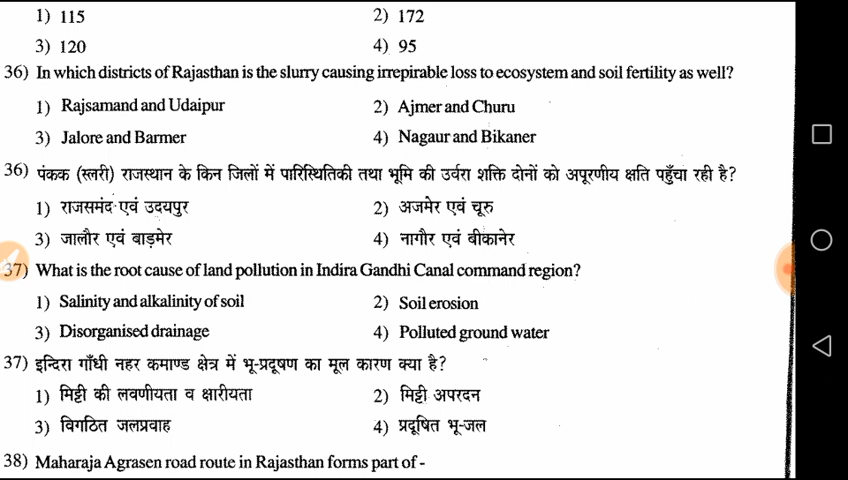 1) 115 2) 172
3) 120 4) 95
36) In which districts of Rajasthan is the slurry causing irrepirable loss to ecosystem and soil fertility as well?
1) Rajsamand and Udaipur 2) Ajmer and Churu
3) Jalore and Barmer 4) Nagaur and Bikaner
36) पंकक (स्लरी) राजस्थान के किन जिलों में पारिस्थितिकी तथा भूमि की उर्वरा शक्ति दोनों को अपूरणीय क्षति पहुँचा रही है?
1) राजसमंद एवं उदयपुर 2) अजमेर एवं चूरु
3) जालौर एवं बाड़मेर 4) नागौर एवं बीकानेर
37) What is the root cause of land pollution in Indira Gandhi Canal command region?
1) Salinity and alkalinity of soil 2) Soil erosion
3) Disorganised drainage 4) Polluted ground water
37) इन्दिरा गाँधी नहर कमाण्ड क्षेत्र में भू-प्रदूषण का मूल कारण क्या है?
1) मिट्टी की लवणीयता व क्षारीयता 2) मिट्टी अपरदन
3) विगठित जलप्रवाह 4) प्रदूषित भू-जल
38) Maharaja Agrasen road route in Rajasthan forms part of -